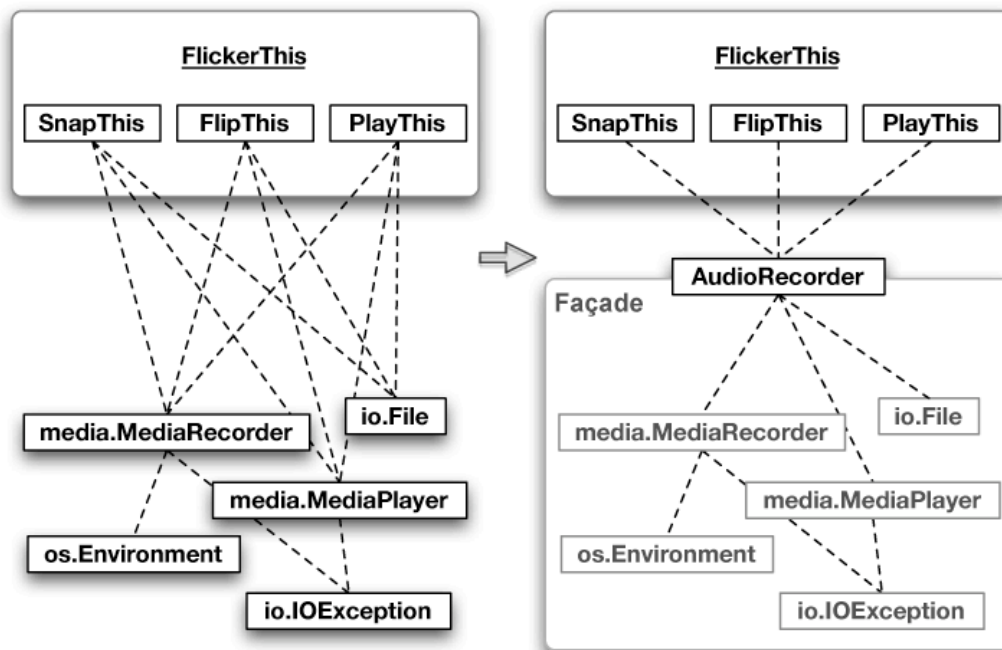 FlickerThis
SnapThis FlipThis PlayThis
io.File
media.MediaRecorder
media.MediaPlayer
os.Environment
io.IOException
FlickerThis
SnapThis FlipThis PlayThis
AudioRecorder
Façade
io.File
media.MediaRecorder
media.MediaPlayer
os.Environment
io.IOException